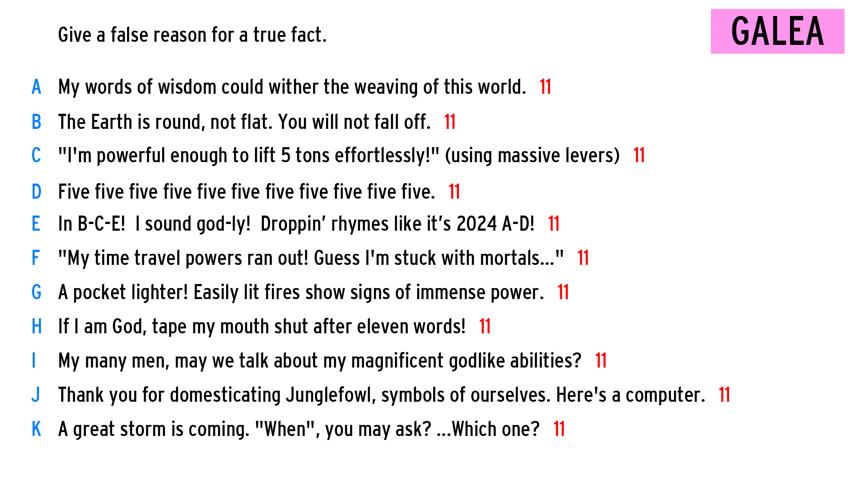 Give a false reason for a true fact.
GALEA
A My words of wisdom could wither the weaving of this world. 11
B The Earth is round, not flat. You will not fall off. 11
C "I'm powerful enough to lift 5 tons effortlessly!" (using massive levers) 11
D Five five five five five five five five five five five. 11
E In B-C-E! I sound god-ly! Droppin' rhymes like it's 2024 A-D! 11
F "My time travel powers ran out! Guess I'm stuck with mortals..." 11
G A pocket lighter! Easily lit fires show signs of immense power. 11
H If I am God, tape my mouth shut after eleven words! 11
I My many men, may we talk about my magnificent godlike abilities? 11
J Thank you for domesticating Junglefowl, symbols of ourselves. Here's a computer. 11
K A great storm is coming. "When", you may ask? ...Which one? 11